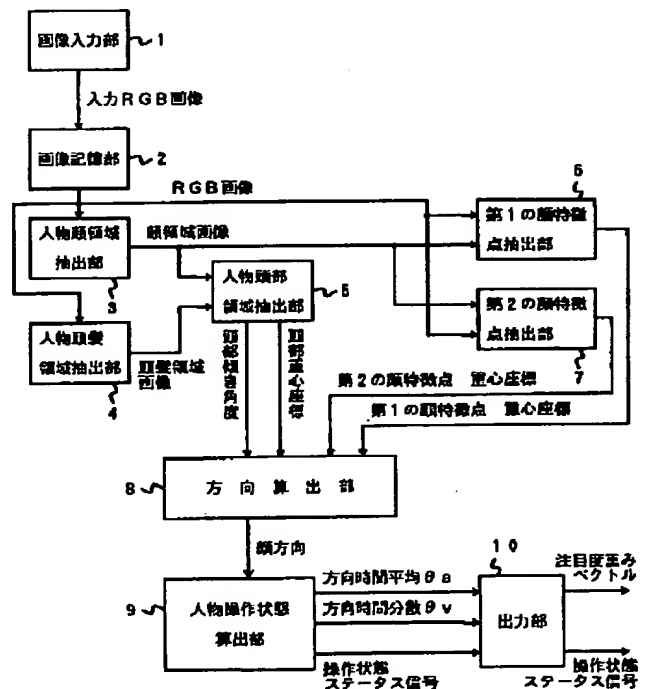 画像入力部
1
入力RGB画像
画像記憶部
2
RGB画像
人物顔領域
抽出部
3
顔領域画像
人物頭髪
領域抽出部
4
頭髪領域
画像
人物頭部
領域抽出部
5
頭部傾き角度
頭部重心座標
6
第1の顔特徴
点抽出部
第2の顔特徴
点抽出部
7
第2の顔特徴点 重心座標
第1の顔特徴点 重心座標
8
方向算出部
顔方向
9
人物操作状態
算出部
方向時間平均θa
方向時間分散θv
操作状態
ステータス信号
10
出力部
注目度重み
ベクトル
操作状態
ステータス信号